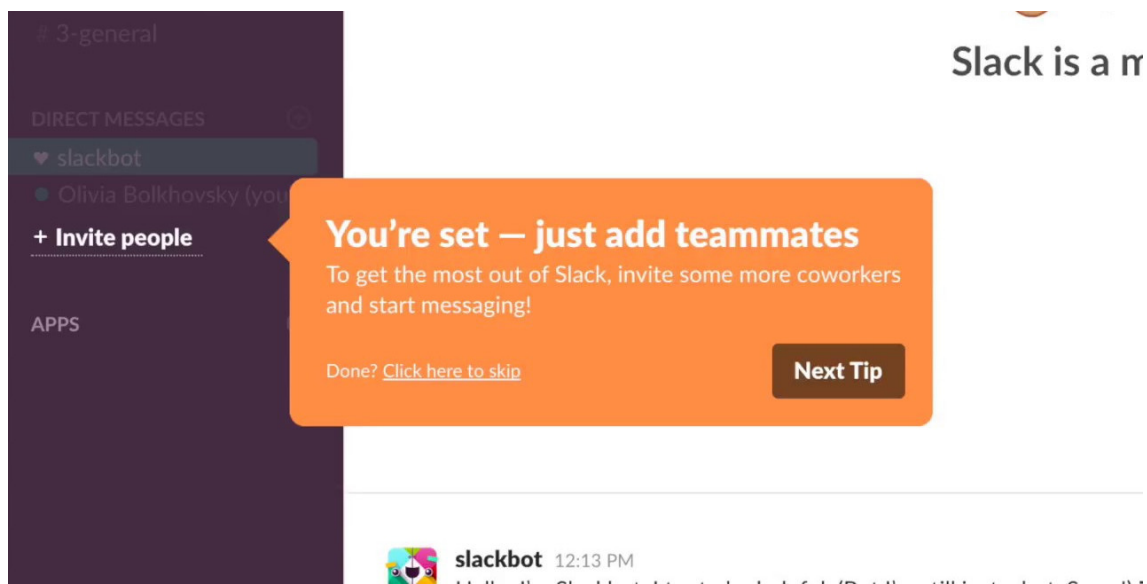 # 3-general
Slack is a
DIRECT MESSAGES
♥ slackbot
Olivia Bolkhovsky (you
+ Invite people
You’re set — just add teammates
To get the most out of Slack, invite some more coworkers
and start messaging!
APPS
Done? Click here to skip
Next Tip
slackbot 12:13 PM